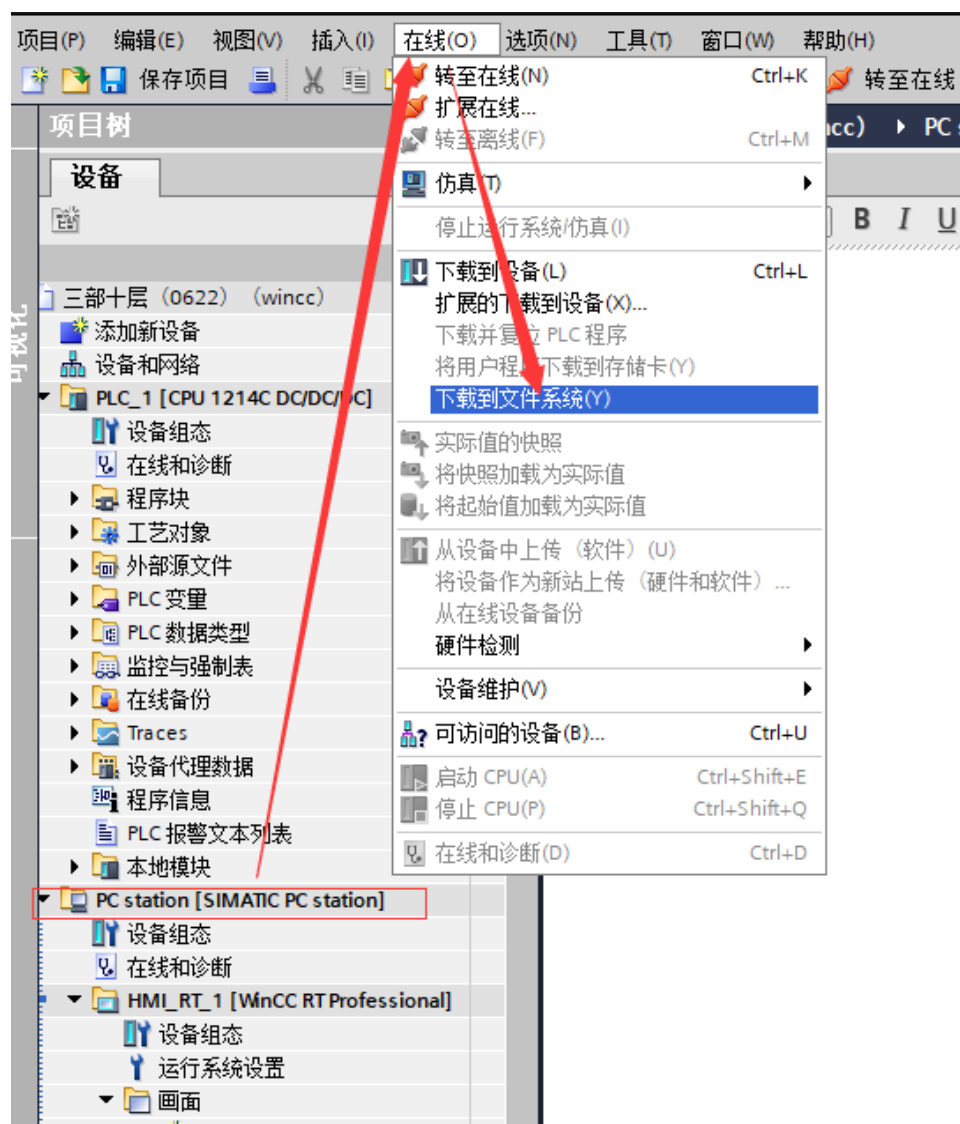 项目(P) 编辑(E) 视图(V) 插入(I) 在线(O) 选项(N) 工具(T) 窗口(W) 帮助(H)
保存项目 转至在线
项目树
ncc) PC
设备
B I U
转至在线(N) Ctrl+K
扩展在线...
转至离线(F) Ctrl+M
仿真(T)
停止运行系统/仿真(I)
下载到设备(L) Ctrl+L
扩展的下载到设备(X)...
下载并复位 PLC 程序
将用户程序下载到存储卡(Y)
下载到文件系统(Y)
实际值的快照
将快照加载为实际值
将起始值加载为实际值
从设备中上传（软件）(U)
将设备作为新站上传（硬件和软件）...
从在线设备备份
硬件检测
设备维护(V)
可访问的设备(B)... Ctrl+U
启动 CPU(A) Ctrl+Shift+E
停止 CPU(P) Ctrl+Shift+Q
在线和诊断(D) Ctrl+D
可视化
三部十层（0622）（wincc）
添加新设备
设备和网络
PLC_1 [CPU 1214C DC/DC/DC]
设备组态
在线和诊断
程序块
工艺对象
外部源文件
PLC 变量
PLC 数据类型
监控与强制表
在线备份
Traces
设备代理数据
程序信息
PLC 报警文本列表
本地模块
PC station [SIMATIC PC station]
设备组态
在线和诊断
HMI_RT_1 [WinCC RT Professional]
设备组态
运行系统设置
画面